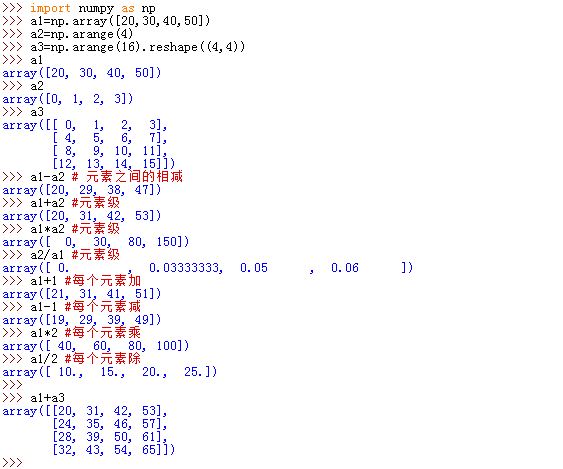 >>> import numpy as np
>>> a1=np.array([20,30,40,50])
>>> a2=np.arange(4)
>>> a3=np.arange(16).reshape((4,4))
>>> a1
array([20, 30, 40, 50])
>>> a2
array([0, 1, 2, 3])
>>> a3
array([[ 0,  1,  2,  3],
       [ 4,  5,  6,  7],
       [ 8,  9, 10, 11],
       [12, 13, 14, 15]])
>>> a1-a2 # 元素之间的相减
array([20, 29, 38, 47])
>>> a1+a2 #元素级
array([20, 31, 42, 53])
>>> a1*a2 #元素级
array([  0,  30,  80, 150])
>>> a2/a1 #元素级
array([ 0.        ,  0.03333333,  0.05      ,  0.06      ])
>>> a1+1 #每个元素加
array([21, 31, 41, 51])
>>> a1-1 #每个元素减
array([19, 29, 39, 49])
>>> a1*2 #每个元素乘
array([ 40,  60,  80, 100])
>>> a1/2 #每个元素除
array([ 10.,  15.,  20.,  25.])
>>>
>>> a1+a3
array([[20, 31, 42, 53],
       [24, 35, 46, 57],
       [28, 39, 50, 61],
       [32, 43, 54, 65]])
>>>